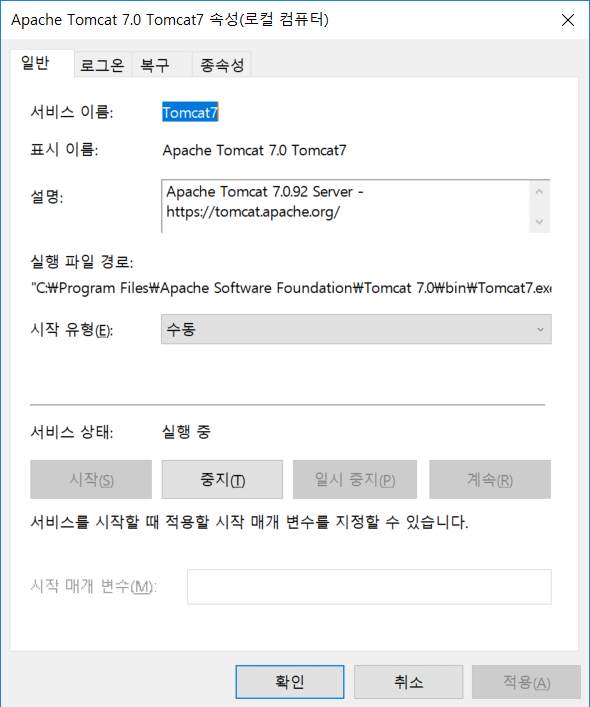 Apache Tomcat 7.0 Tomcat7 속성(로컬 컴퓨터)
일반 로그온 복구 종속성
서비스 이름: Tomcat7
표시 이름: Apache Tomcat 7.0 Tomcat7
설명: Apache Tomcat 7.0.92 Server -
https://tomcat.apache.org/
실행 파일 경로:
"C:₩Program Files₩Apache Software Foundation₩Tomcat 7.0₩bin₩Tomcat7.exe
시작 유형(E): 수동
서비스 상태: 실행 중
시작(S) 중지(T) 일시 중지(P) 계속(R)
서비스를 시작할 때 적용할 시작 매개 변수를 지정할 수 있습니다.
시작 매개 변수(M):
확인 취소 적용(A)